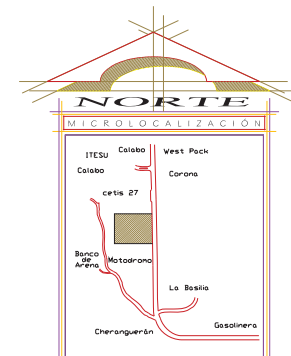 NORTE
MICROLOCALIZACIÓN
Calabo
West Pack
ITESU
Calabo
Corona
cetis 27
Banco
de
Arena
Motodromo
La Basilia
Gasolinera
Cheranguerán